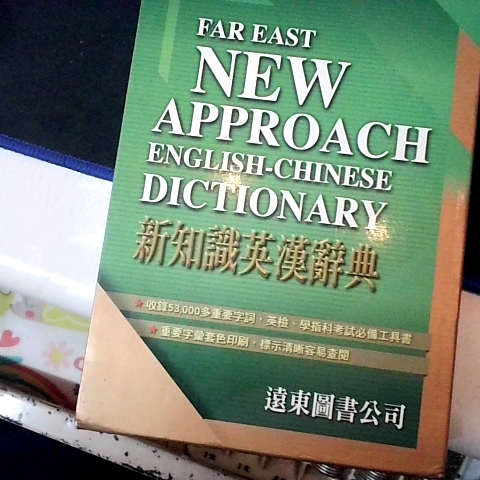 FAR EAST
NEW
APPROACH
ENGLISH-CHINESE
DICTIONARY
新知識英漢辭典
★收錄53,000多重要字詞，英檢、學指科考試必備工具書
★重要字彙套色印刷，標示清晰容易查閱
遠東圖書公司